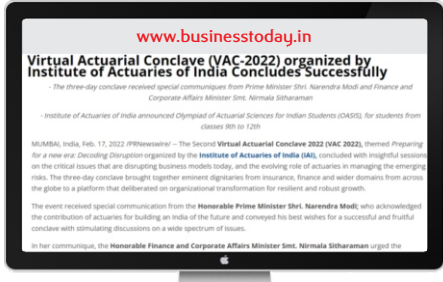 www.businesstoday.in
Virtual Actuarial Conclave (VAC-2022) organized by
Institute of Actuaries of India Concludes Successfully
- The three-day conclave received special communiques from Prime Minister Shri. Narendra Modi and Finance and
Corporate Affairs Minister Smt. Nirmala Sitharaman
- Institute of Actuaries of India announced Olympiad of Actuarial Sciences for Indian Students (OASIS), for students from
classes 9th to 12th
MUMBAI, India, Feb. 17, 2022 /PRNewswire/ -- The Second Virtual Actuarial Conclave 2022 (VAC 2022), themed Preparing
for a new era: Decoding Disruption organized by the Institute of Actuaries of India (IAI), concluded with insightful sessions
on the critical issues that are disrupting business models today, and the evolving role of actuaries in managing the emerging
risks. The three-day conclave brought together eminent dignitaries from insurance, finance and wider domains from across
the globe to a platform that deliberated on organizational transformation for resilient and robust growth.
The event received special communication from the Honorable Prime Minister Shri. Narendra Modi; who acknowledged
the contribution of actuaries for building an India of the future and conveyed his best wishes for a successful and fruitful
conclave with stimulating discussions on a wide spectrum of issues.
In her communique, the Honorable Finance and Corporate Affairs Minister Smt. Nirmala Sitharaman urged the